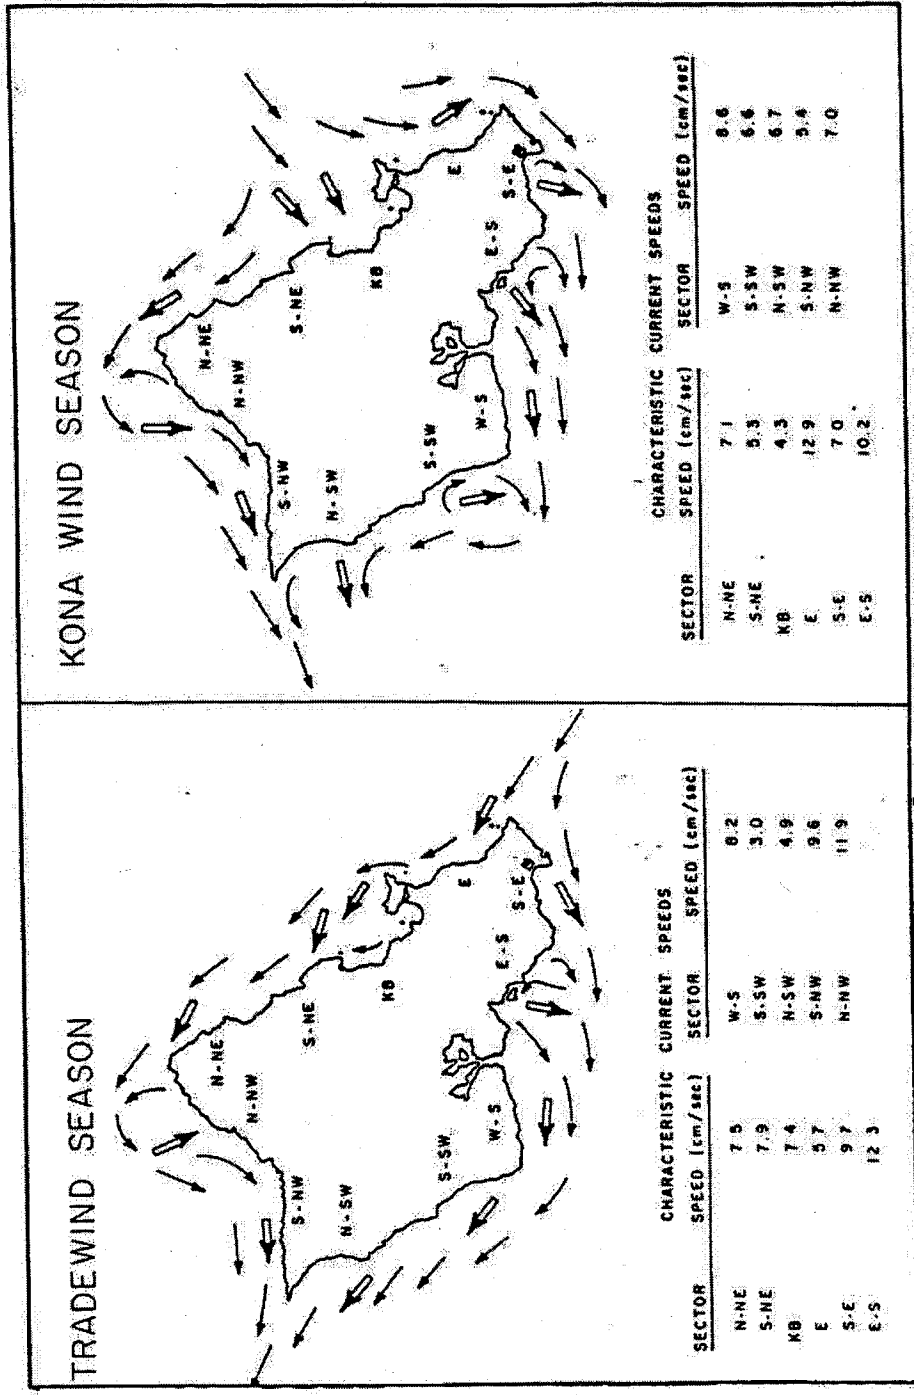 TRADEWIND SEASON
N-NE
N-NW
S-NW
S-NE
N-SW
KB
S-SW
E
W-S
E-S
S-E
CHARACTERISTIC CURRENT SPEEDS
SECTOR SPEED (cm/sec) SECTOR SPEED (cm/sec)
N-NE 7.5 W-S 8.2
S-NE 7.9 S-SW 3.0
KB 7.4 N-SW 4.9
E 5.7 S-NW 9.6
S-E 9.7 N-NW 11.9
E-S 12.3
KONA WIND SEASON
N-NE
N-NW
S-NW
S-NE
N-SW
KB
S-SW
E
W-S
E-S
S-E
CHARACTERISTIC CURRENT SPEEDS
SECTOR SPEED (cm/sec) SECTOR SPEED (cm/sec)
N-NE 7.1 W-S 8.6
S-NE 5.5 S-SW 6.6
KB 4.3 N-SW 6.7
E 12.9 S-NW 5.4
S-E 7.0 N-NW 7.0
E-S 10.2